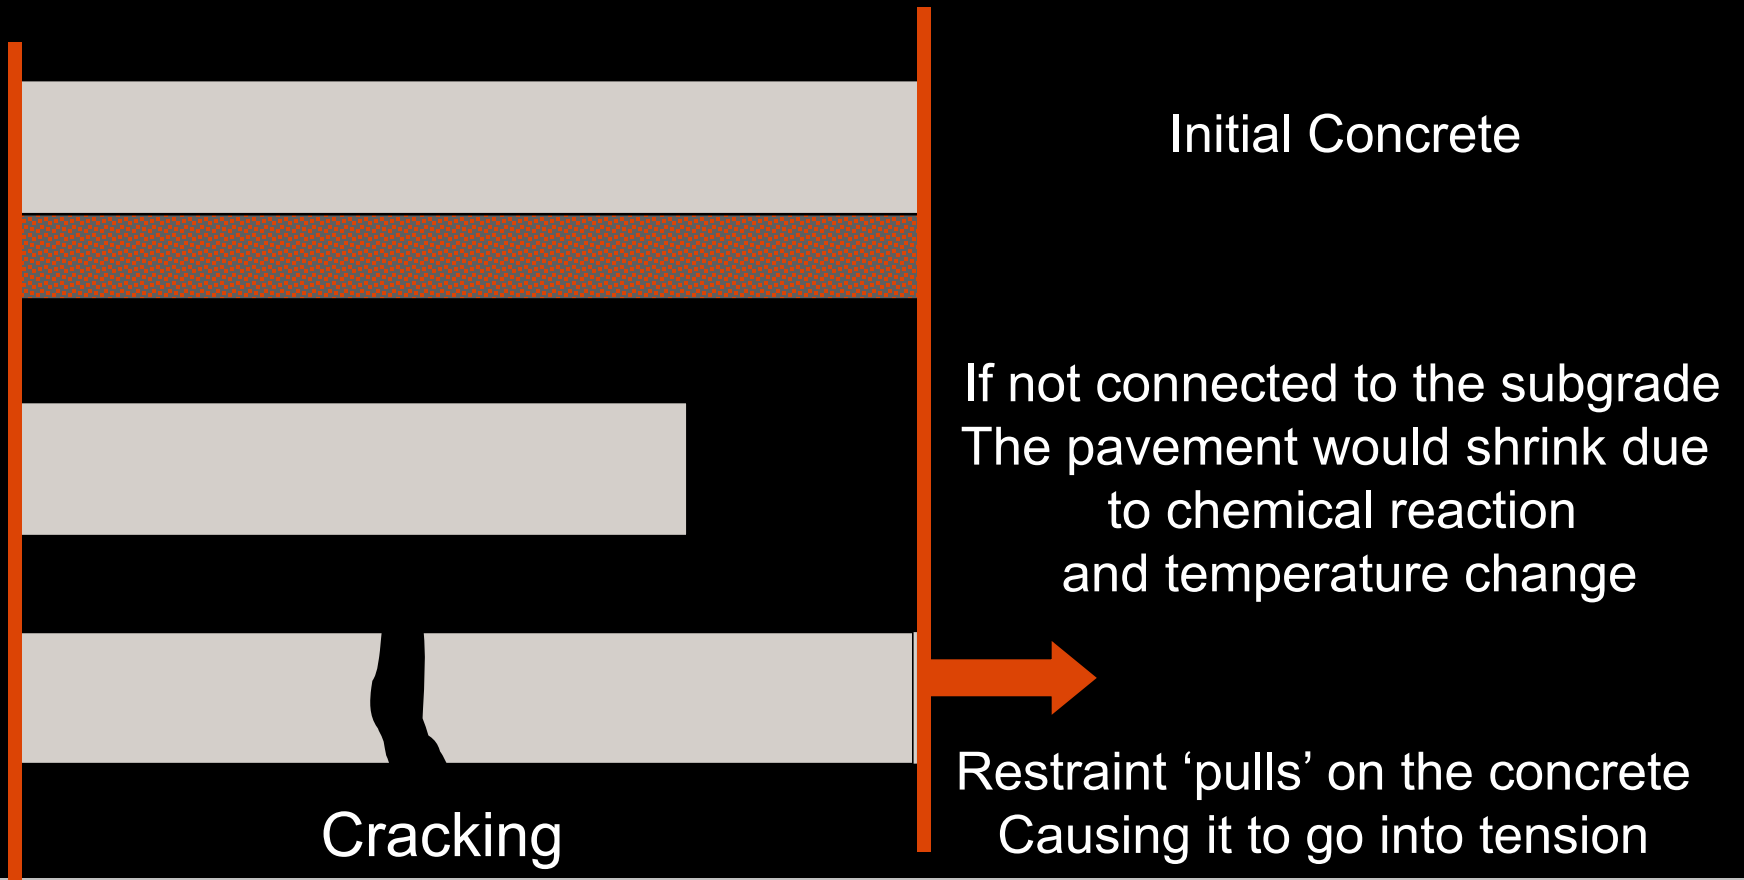 Initial Concrete
If not connected to the subgrade
The pavement would shrink due
to chemical reaction
and temperature change
Restraint ‘pulls’ on the concrete
Causing it to go into tension
Cracking